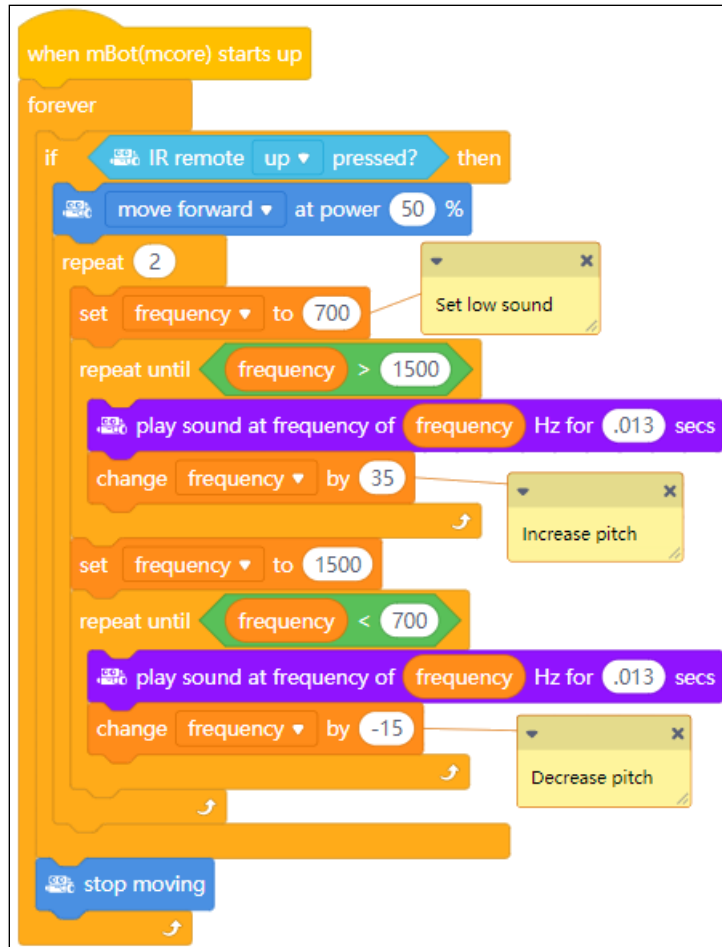 when mBot(mcore) starts up
forever
if IR remote up pressed? then
move forward at power 50 %
repeat 2
set frequency to 700
Set low sound
repeat until frequency > 1500
play sound at frequency of frequency Hz for .013 secs
change frequency by 35
Increase pitch
set frequency to 1500
repeat until frequency < 700
play sound at frequency of frequency Hz for .013 secs
change frequency by -15
Decrease pitch
stop moving